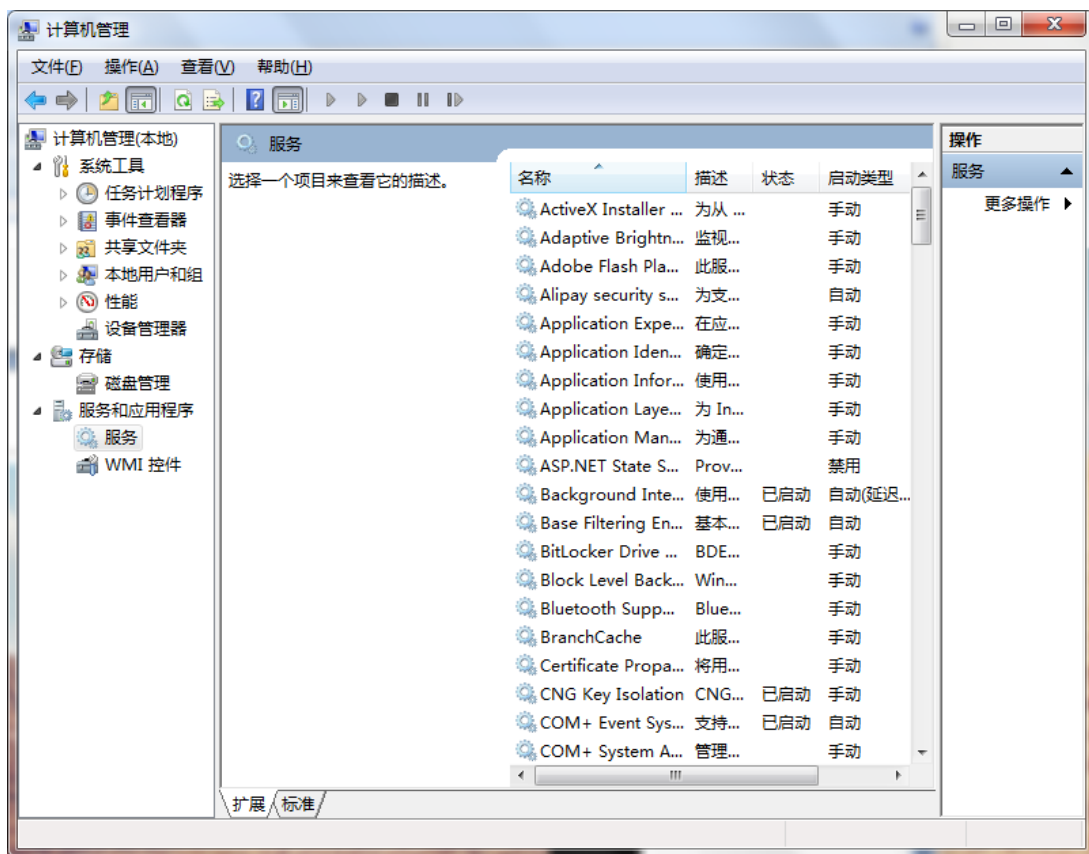 计算机管理
文件(F) 操作(A) 查看(V) 帮助(H)
计算机管理(本地)
系统工具
任务计划程序
事件查看器
共享文件夹
本地用户和组
性能
设备管理器
存储
磁盘管理
服务和应用程序
服务
WMI 控件
服务
选择一个项目来查看它的描述。
名称 描述 状态 启动类型
ActiveX Installer ... 为从 ... 手动
Adaptive Brightn... 监视... 手动
Adobe Flash Pla... 此服... 手动
Alipay security s... 为支... 自动
Application Expe... 在应... 手动
Application Iden... 确定... 手动
Application Infor... 使用... 手动
Application Laye... 为 In... 手动
Application Man... 为通... 手动
ASP.NET State S... Prov... 禁用
Background Inte... 使用... 已启动 自动(延迟...
Base Filtering En... 基本... 已启动 自动
BitLocker Drive ... BDE... 手动
Block Level Back... Win... 手动
Bluetooth Supp... Blue... 手动
BranchCache 此服... 手动
Certificate Propa... 将用... 手动
CNG Key Isolation CNG... 已启动 手动
COM+ Event Sys... 支持... 已启动 自动
COM+ System A... 管理... 手动
扩展 标准
操作
服务
更多操作